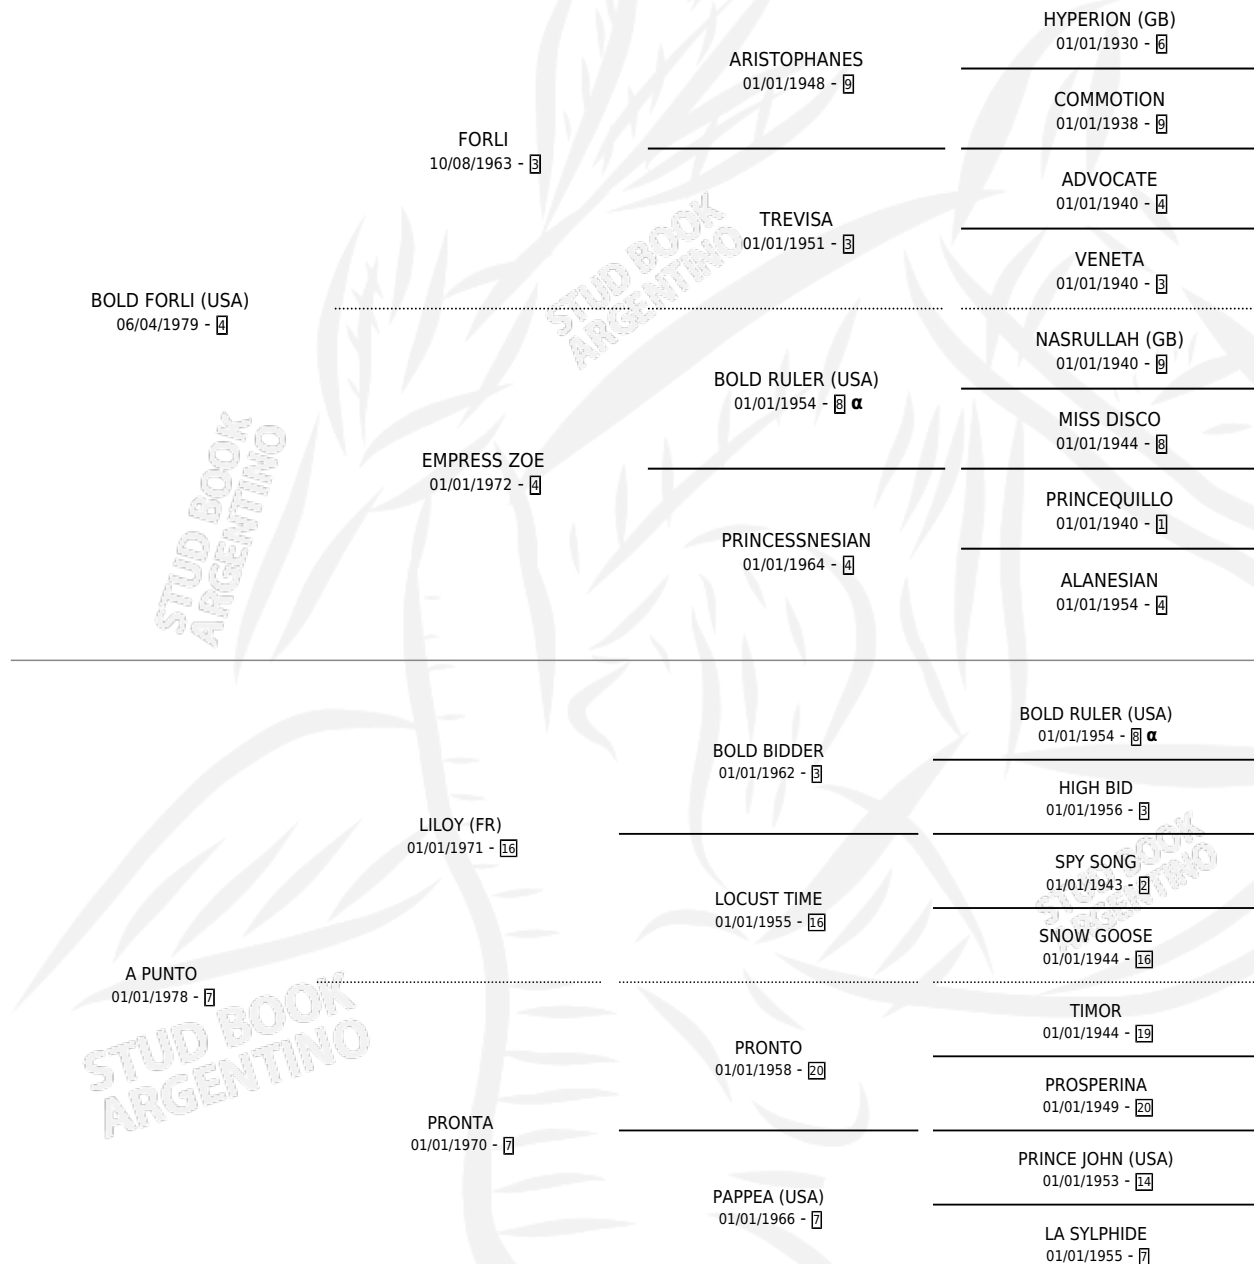 HYPERION (GB)
01/01/1930 - 6
ARISTOPHANES
01/01/1948 - 9
COMMOTION
01/01/1938 - 9
FORLI
10/08/1963 - 3
ADVOCATE
01/01/1940 - 4
TREVISA
01/01/1951 - 3
VENETA
01/01/1940 - 3
BOLD FORLI (USA)
06/04/1979 - 4
NASRULLAH (GB)
01/01/1940 - 9
BOLD RULER (USA)
01/01/1954 - 8 α
MISS DISCO
01/01/1944 - 8
EMPRESS ZOE
01/01/1972 - 4
PRINCEQUILLO
01/01/1940 - 1
PRINCESSNESIAN
01/01/1964 - 4
ALANESIAN
01/01/1954 - 4
BOLD RULER (USA)
01/01/1954 - 8 α
BOLD BIDDER
01/01/1962 - 3
HIGH BID
01/01/1956 - 3
LILOY (FR)
01/01/1971 - 16
SPY SONG
01/01/1943 - 2
LOCUST TIME
01/01/1955 - 16
SNOW GOOSE
01/01/1944 - 16
A PUNTO
01/01/1978 - 7
TIMOR
01/01/1944 - 19
PRONTO
01/01/1958 - 20
PROSPERINA
01/01/1949 - 20
PRONTA
01/01/1970 - 7
PRINCE JOHN (USA)
01/01/1953 - 14
PAPPEA (USA)
01/01/1966 - 7
LA SYLPHIDE
01/01/1955 - 7
STUD BOOK
ARGENTINO
STUD BOOK
ARGENTINO
STUD BOOK
ARGENTINO
STUD BOOK
ARGENTINO